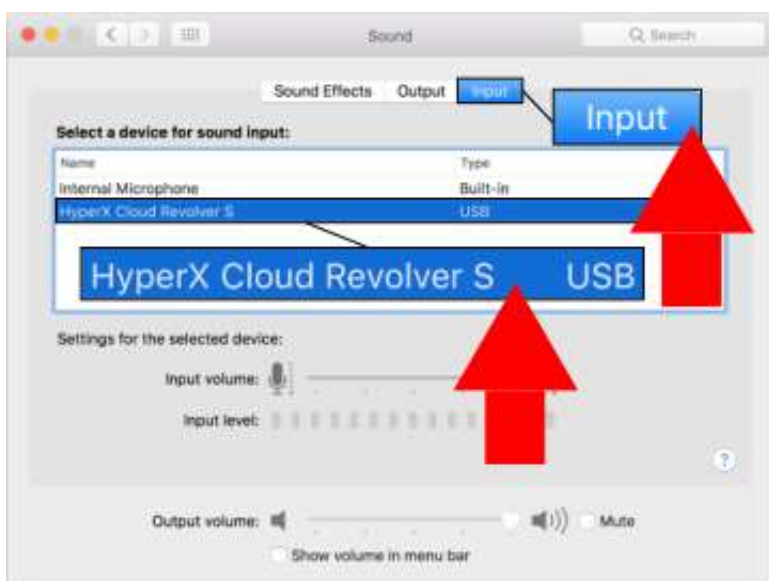 Sound
Search
Sound Effects Output Input
Input
Select a device for sound input:
Name Type
Internal Microphone Built-in
HyperX Cloud Revolver S USB
HyperX Cloud Revolver S USB
Settings for the selected device:
Input volume:
Input level:
?
Output volume: Mute
Show volume in menu bar